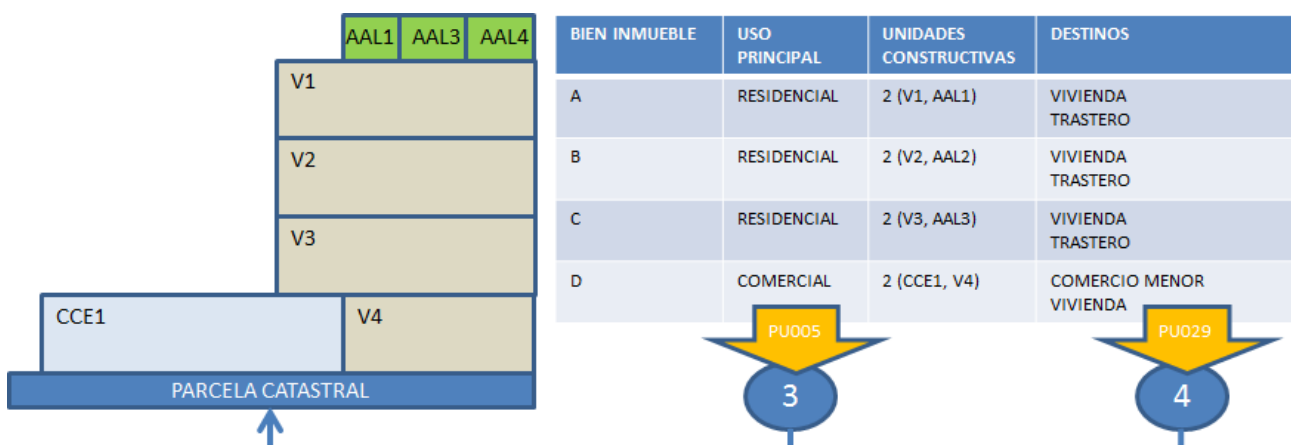 AAL1 AAL3 AAL4
V1
V2
V3
CCE1 V4
PARCELA CATASTRAL
BIEN INMUEBLE USO PRINCIPAL UNIDADES CONSTRUCTIVAS DESTINOS
A RESIDENCIAL 2 (V1, AAL1) VIVIENDA
TRASTERO
B RESIDENCIAL 2 (V2, AAL2) VIVIENDA
TRASTERO
C RESIDENCIAL 2 (V3, AAL3) VIVIENDA
TRASTERO
D COMERCIAL 2 (CCE1, V4) COMERCIO MENOR
VIVIENDA
PU005 PU029
3 4